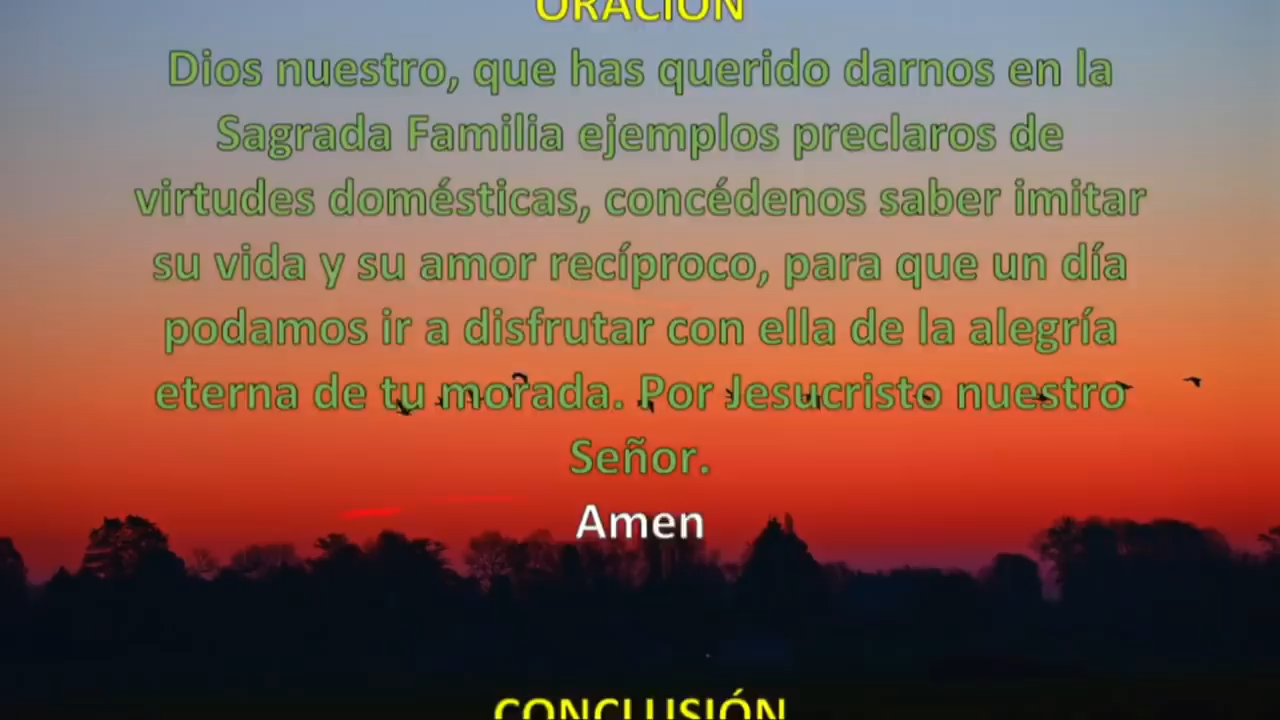 ORACIÓN
Dios nuestro, que has querido darnos en la
Sagrada Familia ejemplos preclaros de
virtudes domésticas, concédenos saber imitar
su vida y su amor recíproco, para que un día
podamos ir a disfrutar con ella de la alegría
eterna de tu morada. Por Jesucristo nuestro
Señor.
Amen
CONCLUSIÓN